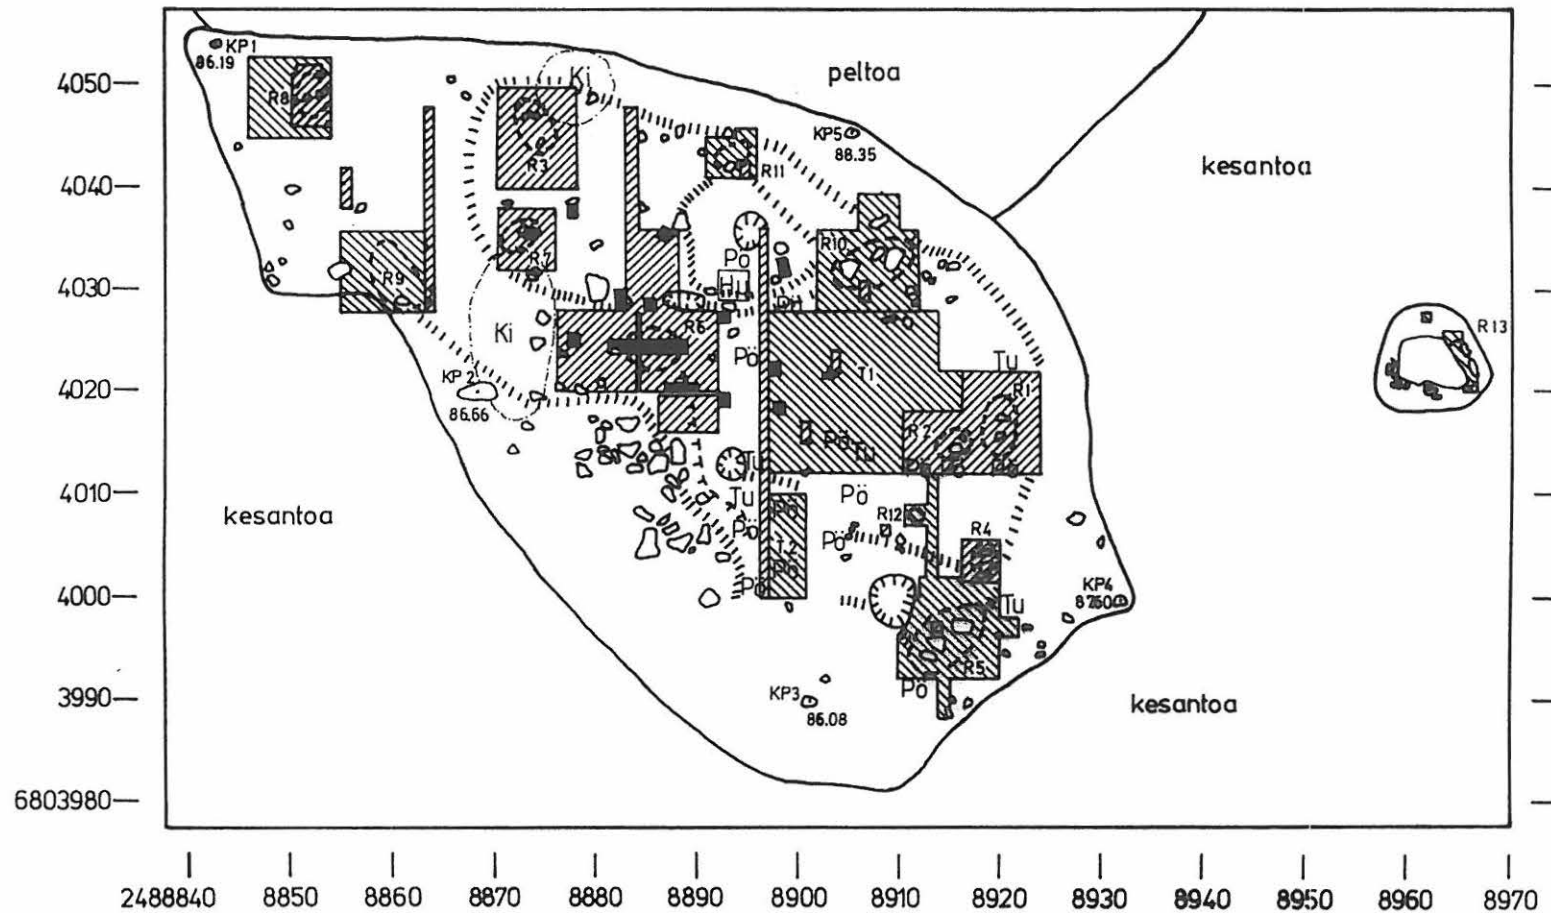 KP1
86.19
4050
Ki
peltoa
R8
KP5
88.35
kesantoa
R3
R11
4040
R10
Pö
R7
R9
Hu
4030
Ki
R6
R13
Pö
T1
Tu
R1
KP2
86.66
4020
R2
Pö
Tu
Tu
4010
Tu
Pö
kesantoa
Pö
R12
Pö
Pö
R4
T2
KP4
Pö
Pö
4000
Tu
R5
Pö
3990
KP3
86.08
kesantoa
6803980
2488840 8850 8860 8870 8880 8890 8900 8910 8920 8930 8940 8950 8960 8970